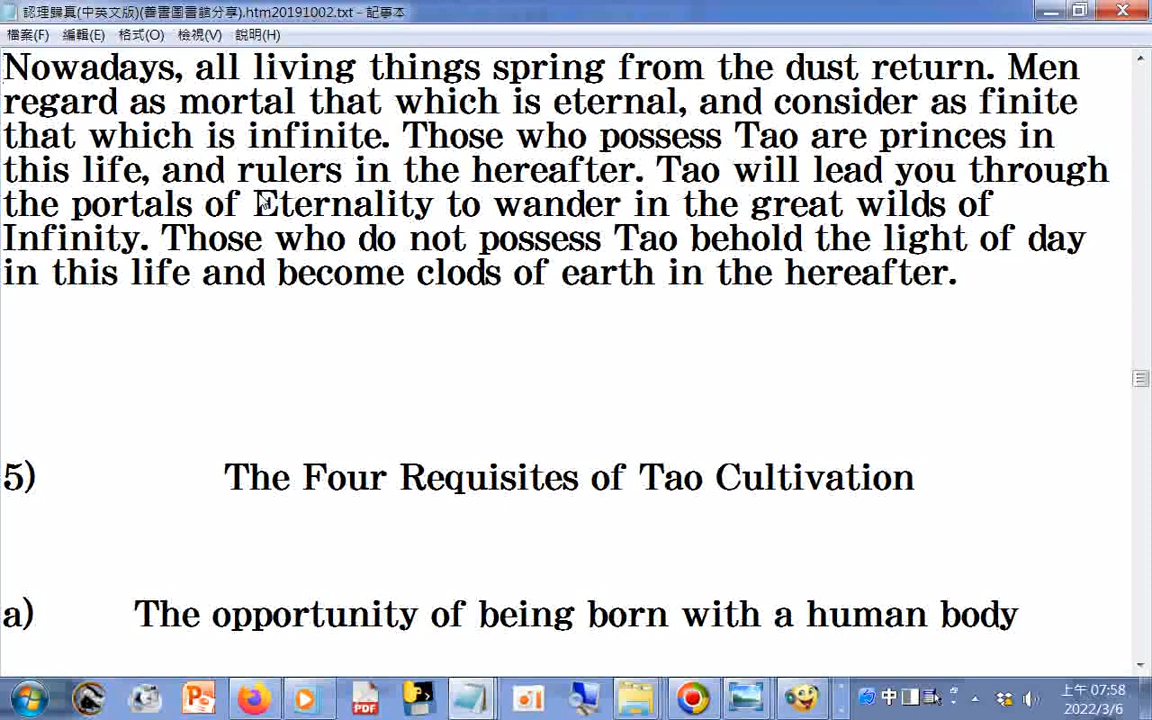 認理歸真(中英文版)(善書圖書館分享).htm20191002.txt - 記事本
檔案(F) 編輯(E) 格式(O) 檢視(V) 說明(H)
Nowadays, all living things spring from the dust return. Men
regard as mortal that which is eternal, and consider as finite
that which is infinite. Those who possess Tao are princes in
this life, and rulers in the hereafter. Tao will lead you through
the portals of Eternality to wander in the great wilds of
Infinity. Those who do not possess Tao behold the light of day
in this life and become clods of earth in the hereafter.
5) The Four Requisites of Tao Cultivation
a) The opportunity of being born with a human body
中
上午 07:58
2022/3/6
PDF